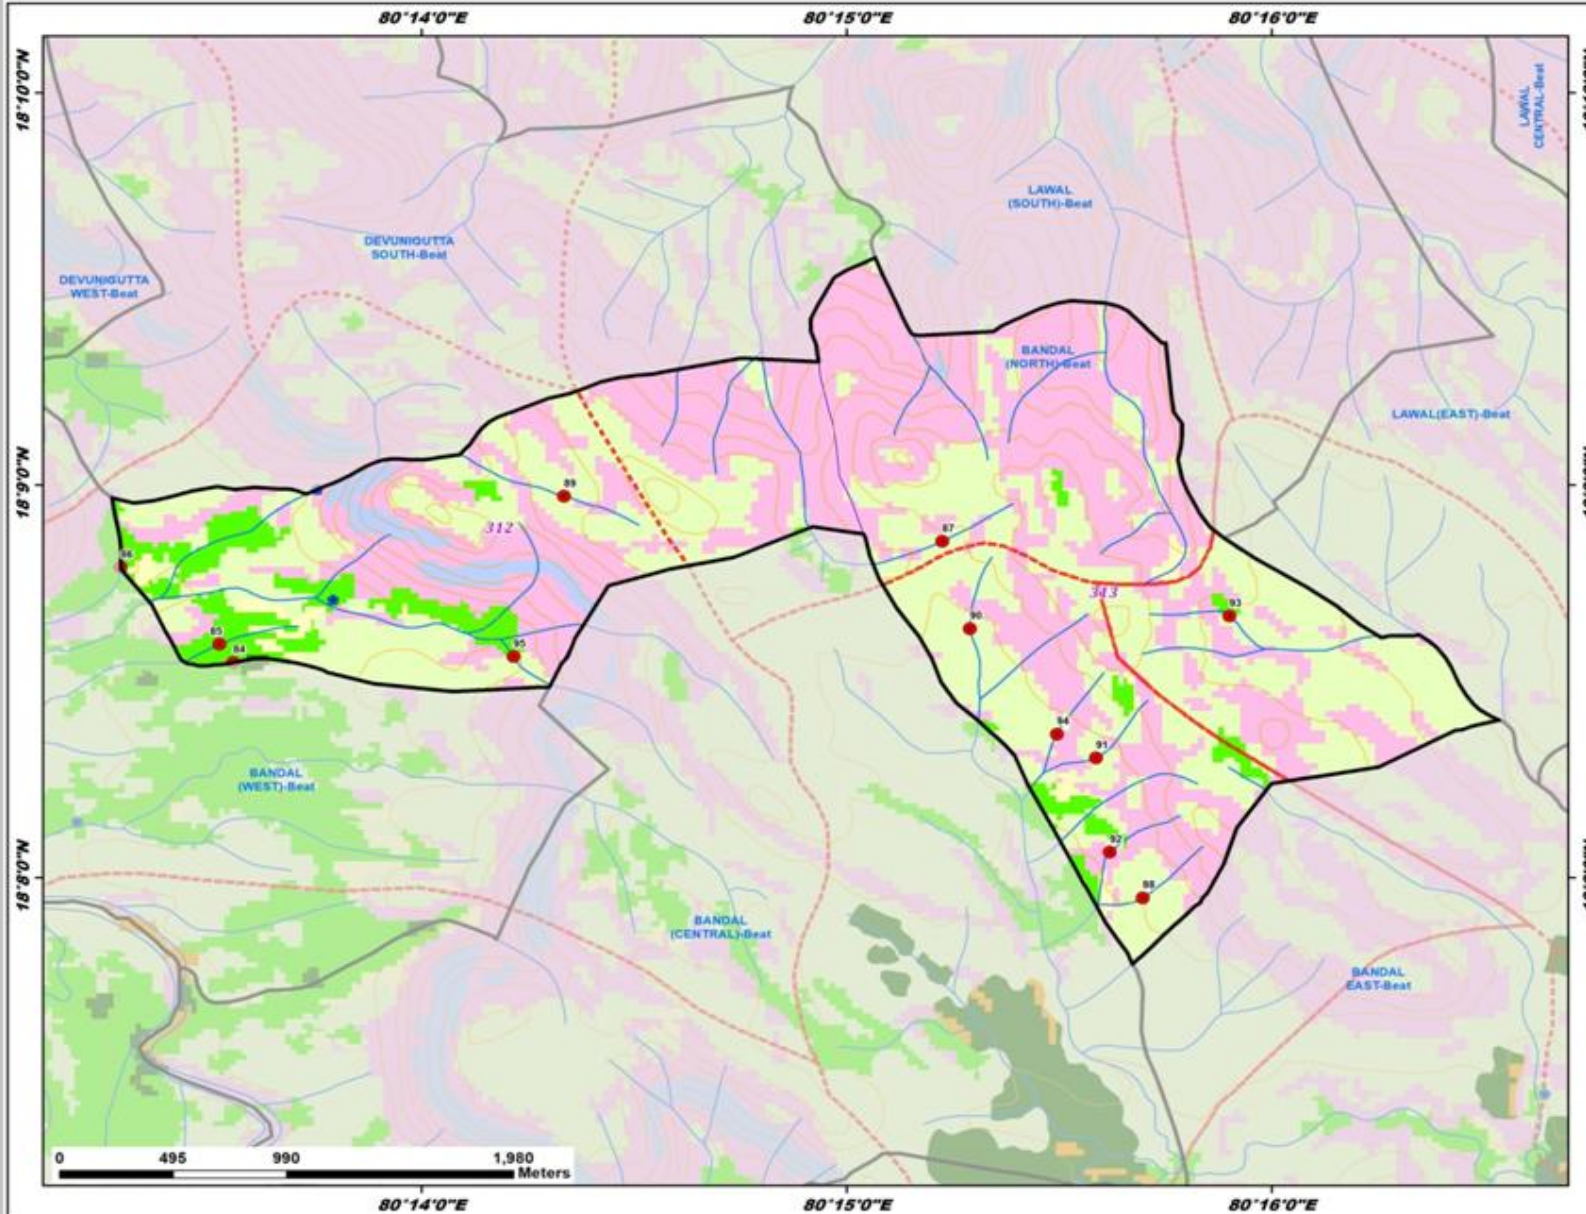 80°14'0"E 80°15'0"E 80°16'0"E
18°10'0"N
LAWAL
CENTRAL-Beat
LAWAL
(SOUTH)-Beat
DEVUNIGUTTA
SOUTH-Beat
DEVUNIGUTTA
WEST-Beat
BANDAL
(NORTH)-Beat
LAWAL(EAST)-Beat
18°9'0"N
89
312
87
86
313
93
90
85
84
95
94
91
BANDAL
(WEST)-Beat
92
18°8'0"N
88
BANDAL
(CENTRAL)-Beat
BANDAL
EAST-Beat
0 495 990 1,980
Meters
80°14'0"E 80°15'0"E 80°16'0"E